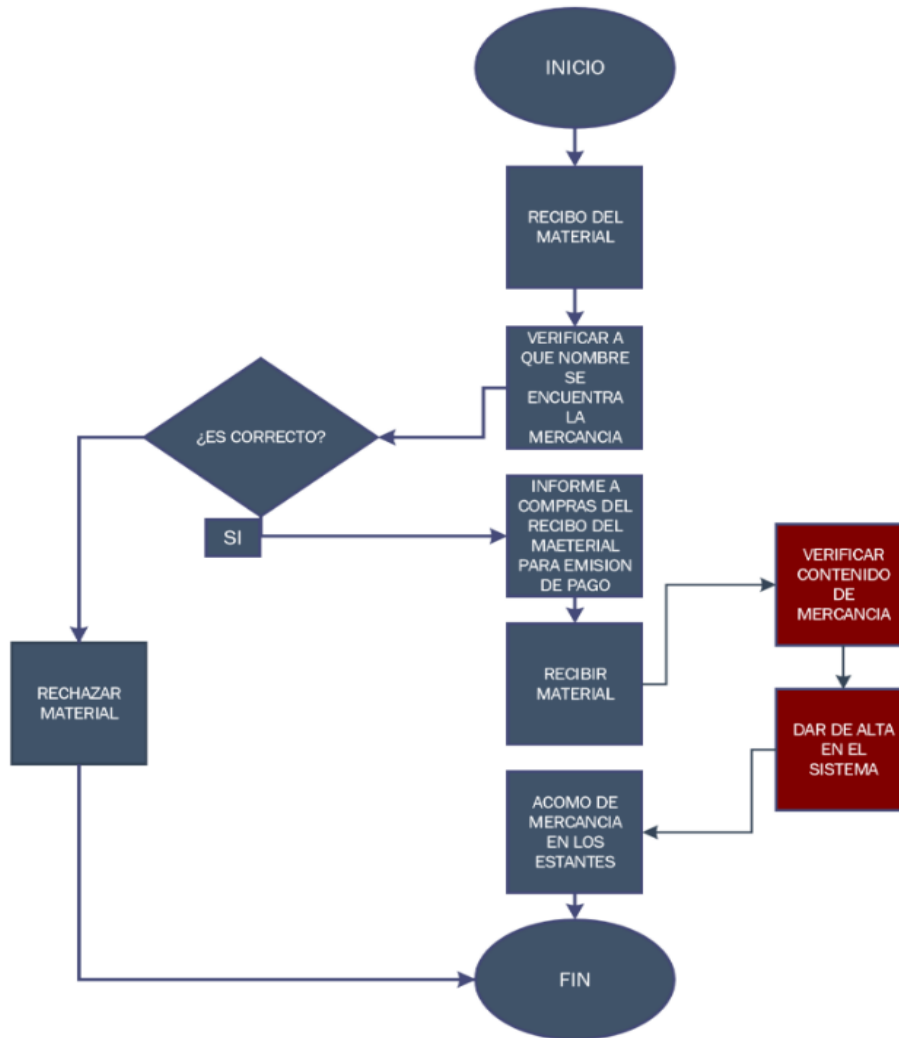 INICIO
RECIBO DEL
MATERIAL
VERIFICAR A
QUE NOMBRE
SE
ENCUENTRA
LA
MERCANCIA
¿ES CORRECTO?
SI
INFORME A
COMPRAS DEL
RECIBO DEL
MAETERIAL
PARA EMISION
DE PAGO
VERIFICAR
CONTENIDO
DE
MERCANCIA
RECIBIR
MATERIAL
RECHAZAR
MATERIAL
DAR DE ALTA
EN EL
SISTEMA
ACOMO DE
MERCANCIA
EN LOS
ESTANTES
FIN